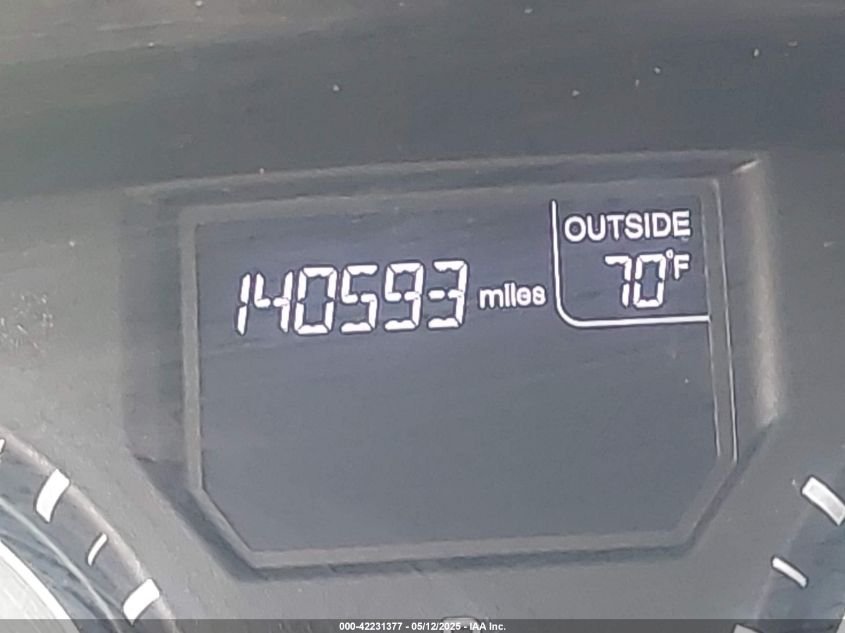 OUTSIDE
140593 miles
70°F
000-42231377 - 05/12/2025 - IAA Inc.